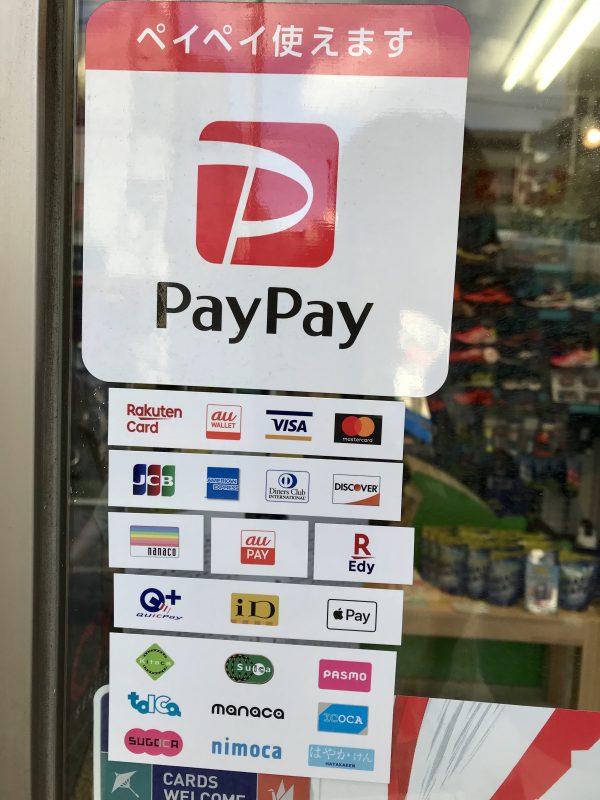 ペイペイ使えます
PayPay
Rakuten
Card
au
WALLET
VISA
mastercard
JCB
AMERICAN
EXPRESS
Diners Club
INTERNATIONAL
DISCOVER
nanaco
au
PAY
R
Edy
Q+
QUICPay
iD
Pay
Kitaca
Suica
PASMO
toica
manaca
ICOCA
SUGOCA
nimoca
はやかけん
HAYAKAKEN
CARDS
WELCOME